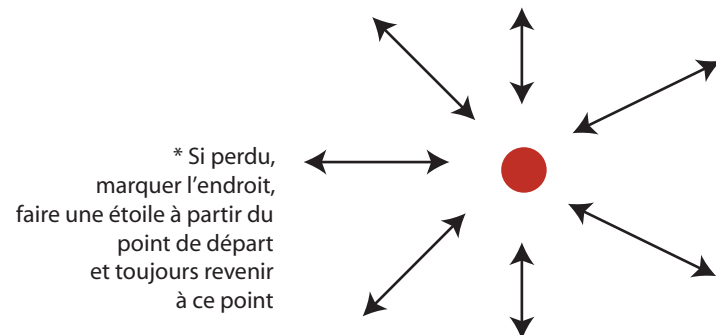 * Si perdu,
marquer l’endroit,
faire une étoile à partir du
point de départ
et toujours revenir
à ce point